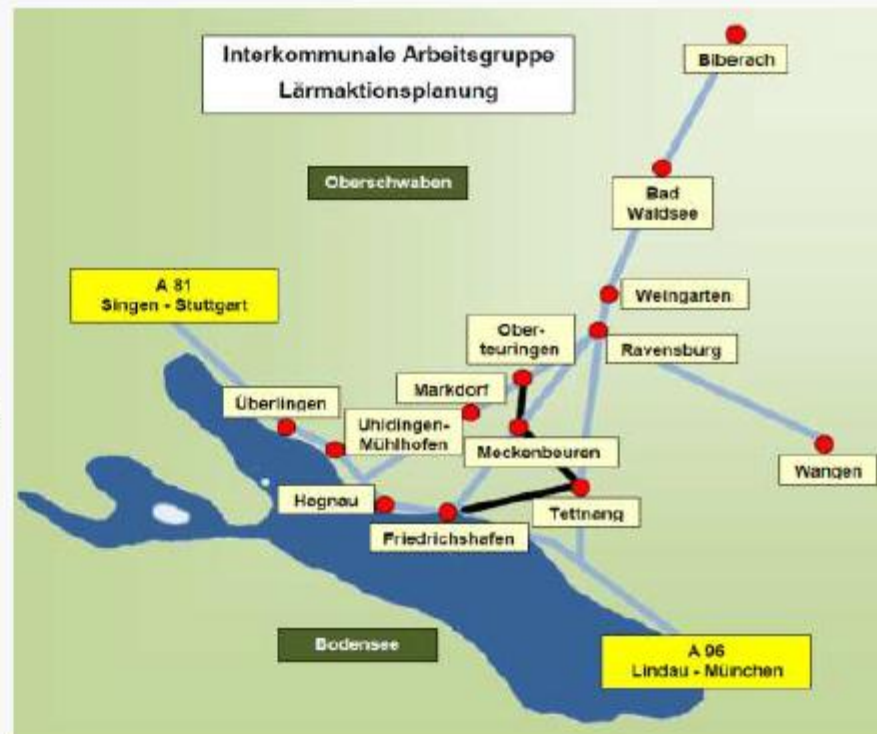 Interkommunale Arbeitsgruppe
Lärmaktionsplanung
Biberach
Oberschwaben
Bad
Waldsee
A 81
Singen - Stuttgart
Weingarten
Ober-
teuringen
Ravensburg
Markdorf
Überlingen
Uhldingen-
Mühlhofen
Meckenbeuren
Wangen
Hagnau
Tettnang
Friedrichshafen
Bodensee
A 96
Lindau - München